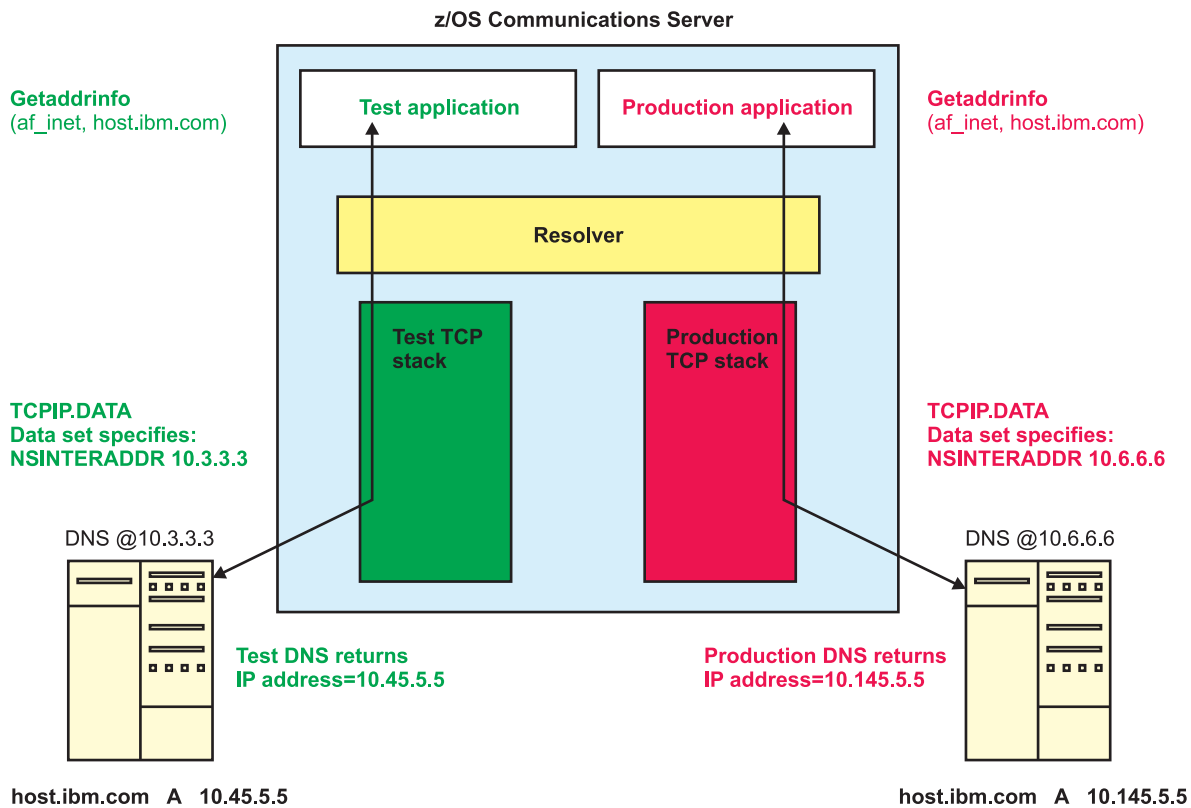 z/OS Communications Server
Getaddrinfo
(af_inet, host.ibm.com)
Test application
Production application
Getaddrinfo
(af_inet, host.ibm.com)
Resolver
Test TCP
stack
Production
TCP stack
TCPIP.DATA
Data set specifies:
NSINTERADDR 10.3.3.3
TCPIP.DATA
Data set specifies:
NSINTERADDR 10.6.6.6
DNS @10.3.3.3
DNS @10.6.6.6
Test DNS returns
IP address=10.45.5.5
Production DNS returns
IP address=10.145.5.5
host.ibm.com A 10.45.5.5
host.ibm.com A 10.145.5.5